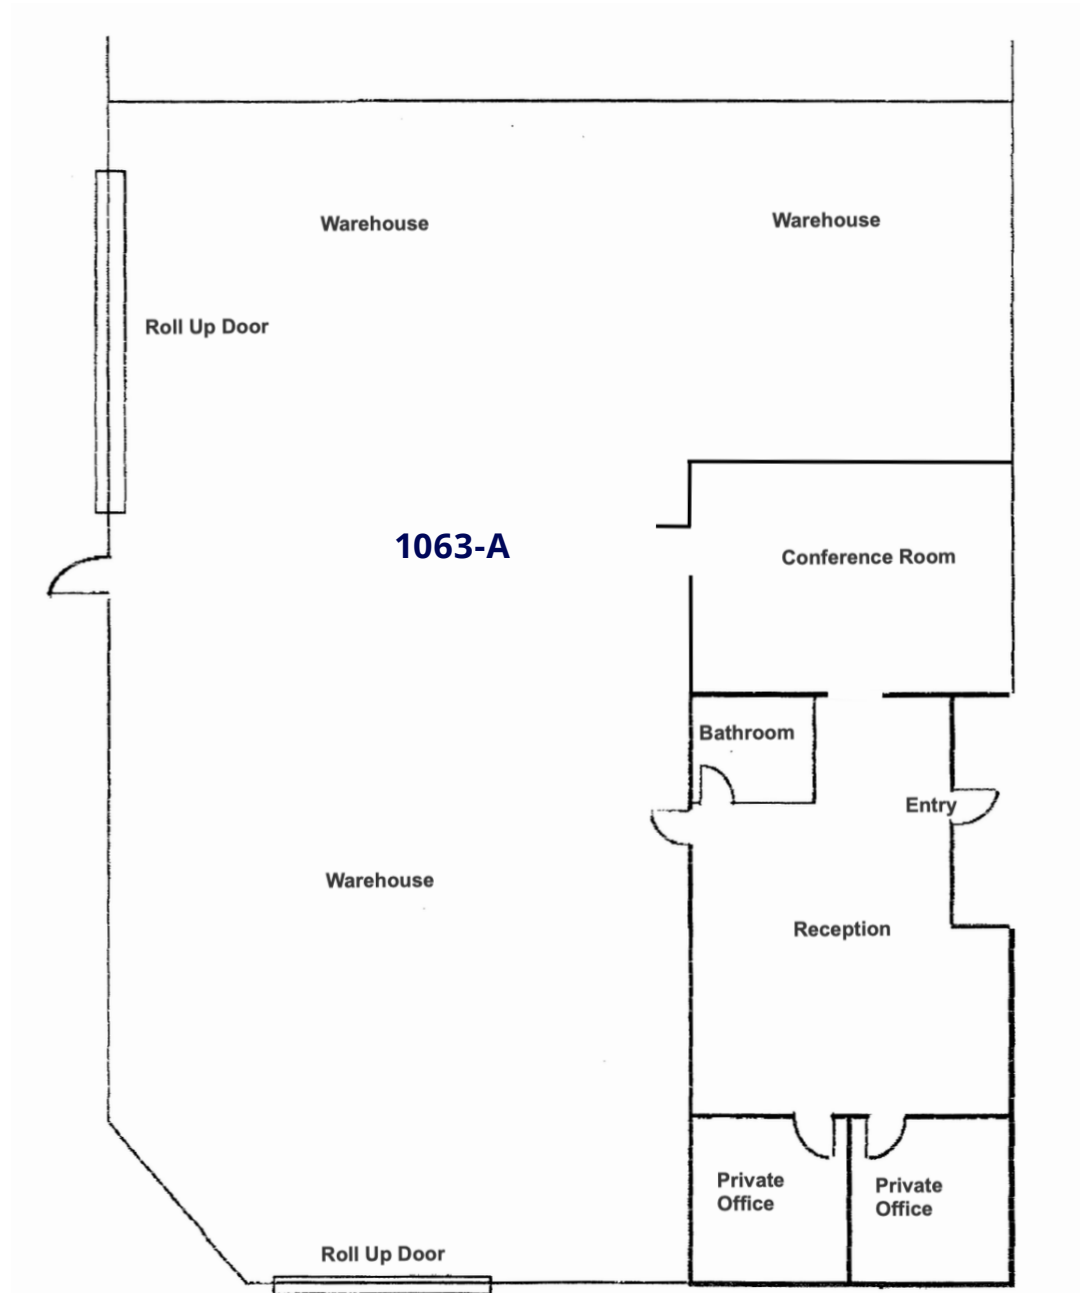 Warehouse
Warehouse
Roll Up Door
1063-A
Conference Room
Bathroom
Entry
Warehouse
Reception
Private
Office
Private
Office
Roll Up Door